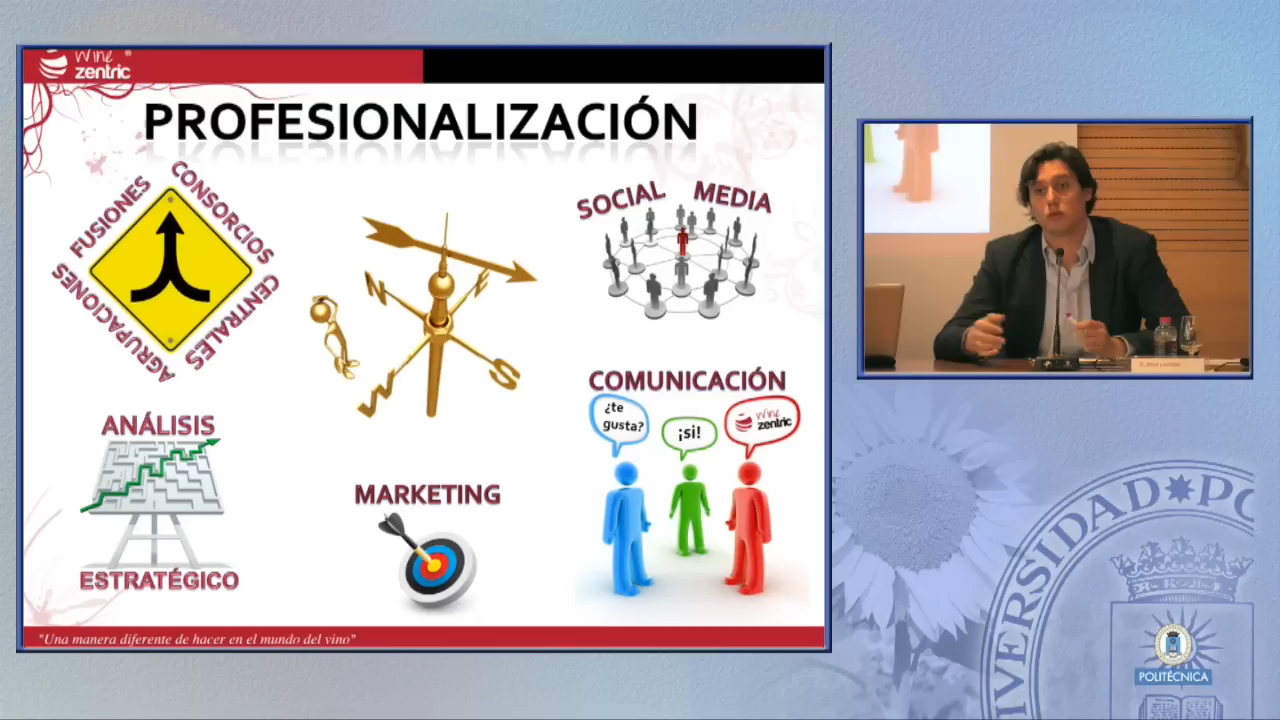 wine
zentric
PROFESIONALIZACIÓN
FUSIONES
CONSORCIOS
AGRUPACIONES
CENTRALES
N
E
W
S
SOCIAL MEDIA
ANÁLISIS
ESTRATÉGICO
MARKETING
COMUNICACIÓN
¿te
gusta?
¡si!
wine
zentric
"Una manera diferente de hacer en el mundo del vino"
IVERSIDAD PO
POLITÉCNICA